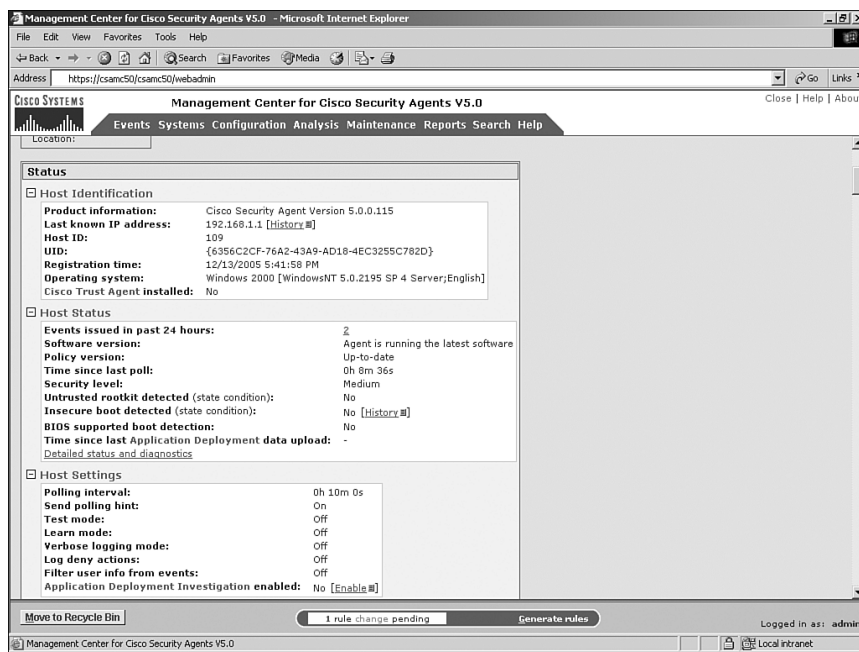 Management Center for Cisco Security Agents V5.0 - Microsoft Internet Explorer
File Edit View Favorites Tools Help
Back Search Favorites Media
Address https://csamc50/csamc50/webadmin Go Links
CISCO SYSTEMS
Management Center for Cisco Security Agents V5.0
Close | Help | Abou
Events Systems Configuration Analysis Maintenance Reports Search Help
Location:
Status
Host Identification
Product information: Cisco Security Agent Version 5.0.0.115
Last known IP address: 192.168.1.1 [History]
Host ID: 109
UID: {6356C2CF-76A2-43A9-AD18-4EC3255C782D}
Registration time: 12/13/2005 5:41:58 PM
Operating system: Windows 2000 [WindowsNT 5.0.2195 SP 4 Server;English]
Cisco Trust Agent installed: No
Host Status
Events issued in past 24 hours: 2
Software version: Agent is running the latest software
Policy version: Up-to-date
Time since last poll: 0h 8m 36s
Security level: Medium
Untrusted rootkit detected (state condition): No
Insecure boot detected (state condition): No [History]
BIOS supported boot detection: No
Time since last Application Deployment data upload: -
Detailed status and diagnostics
Host Settings
Polling interval: 0h 10m 0s
Send polling hint: On
Test mode: Off
Learn mode: Off
Verbose logging mode: Off
Log deny actions: Off
Filter user info from events: Off
Application Deployment Investigation enabled: No [Enable]
Move to Recycle Bin 1 rule change pending Generate rules
Logged in as: admin
Management Center for Cisco Security Agents V5.0 Local intranet